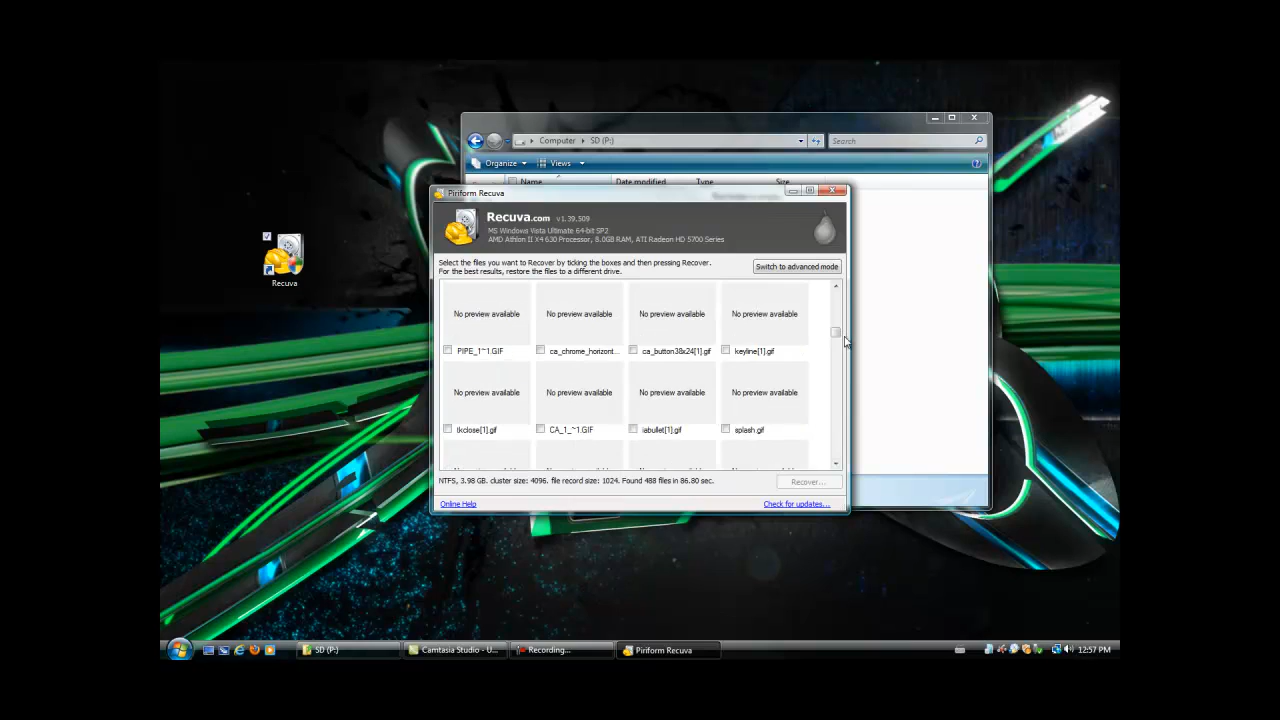 Computer ▸ SD (P:)
Search
Organize
Views
Name
Date modified
Type
Size
Piriform Recuva
Recuva.com v1.39.509
MS Windows Vista Ultimate 64-bit SP2
AMD Athlon II X4 630 Processor, 8.0GB RAM, ATI Radeon HD 5700 Series
Select the files you want to Recover by ticking the boxes and then pressing Recover.
For the best results, restore the files to a different drive.
Switch to advanced mode
Recuva
No preview available
No preview available
No preview available
No preview available
PIPE_1~1.GIF
ca_chrome_horizont...
ca_button38x24[1].gif
keyline[1].gif
No preview available
No preview available
No preview available
No preview available
tkclose[1].gif
CA_1_~1.GIF
splash.gif
NTFS, 3.98 GB. cluster size: 4096. file record size: 1024. Found 488 files in 86.80 sec.
Recover...
Online Help
Check for updates...
SD (P:)
Camtasia Studio - U...
Recording...
Piriform Recuva
12:57 PM